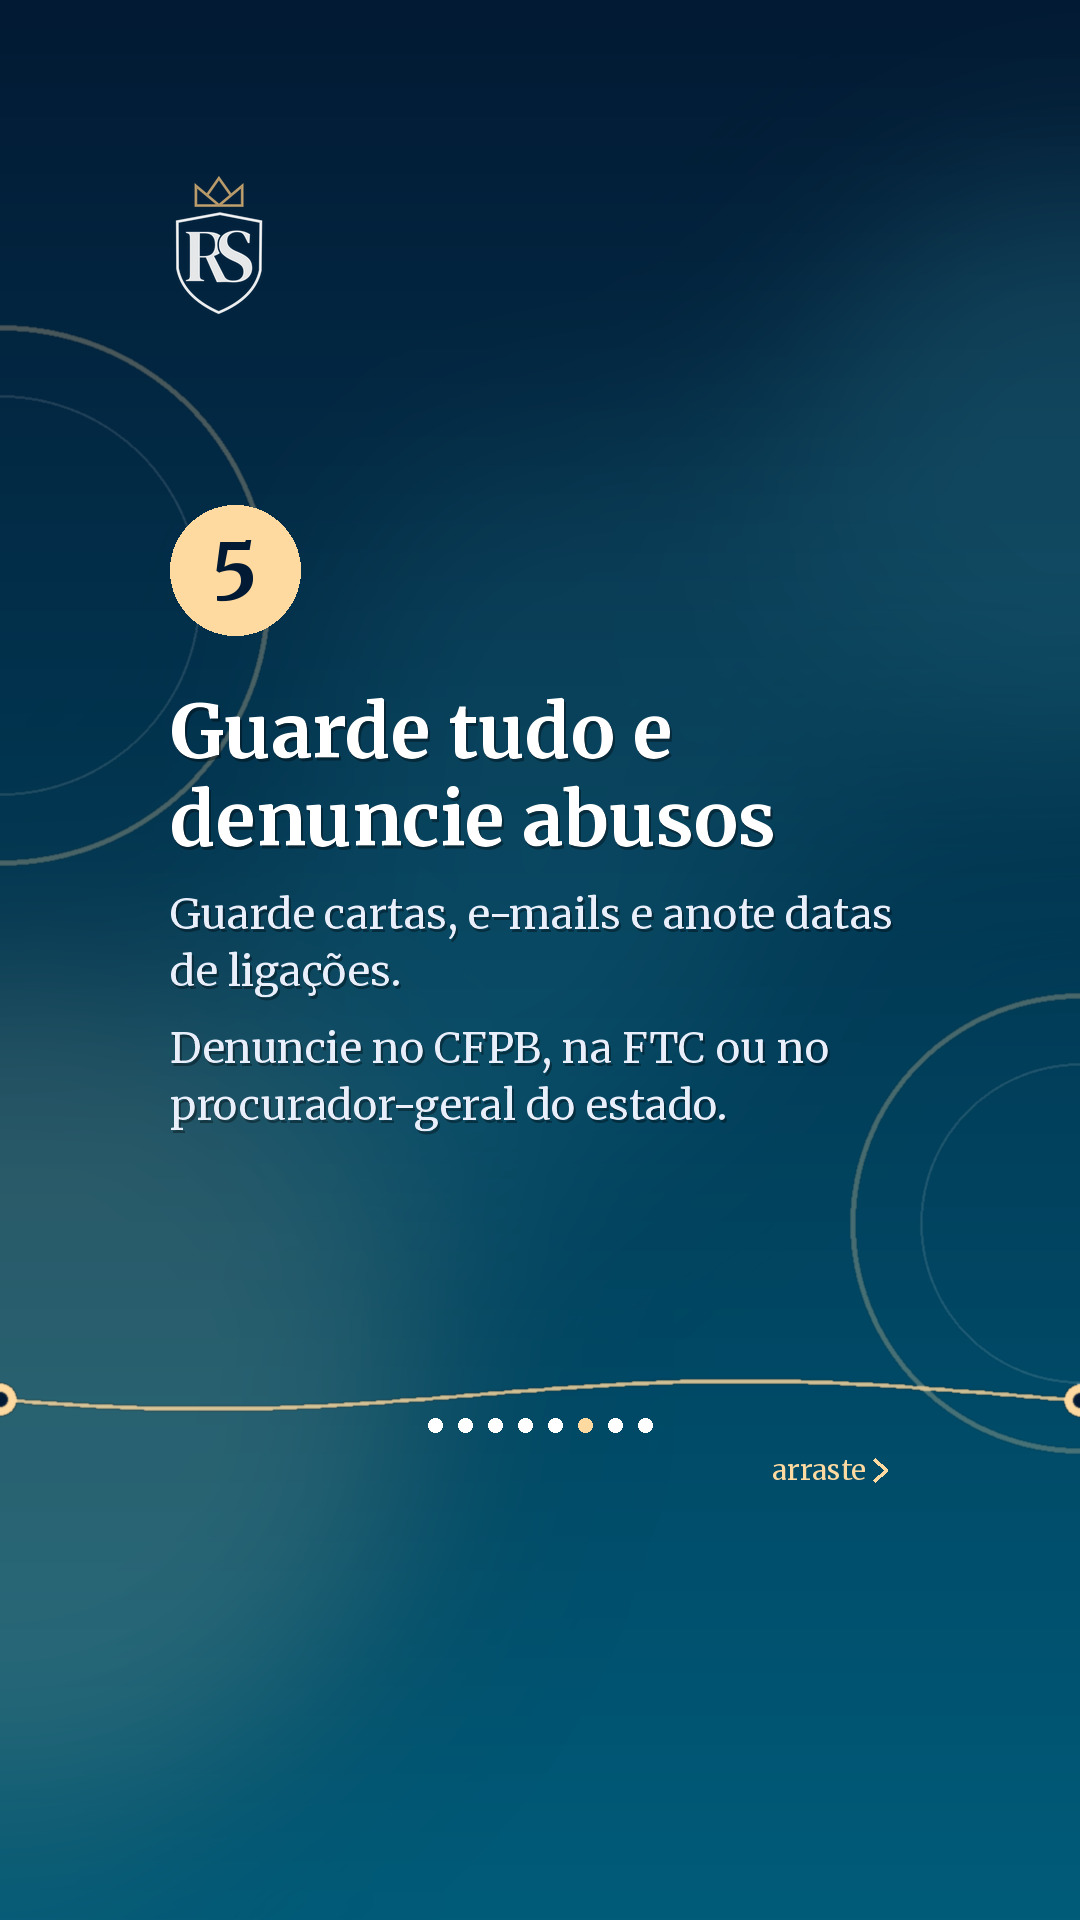 RS
5
Guarde tudo e
denuncie abusos
Guarde cartas, e-mails e anote datas
de ligações.
Denuncie no CFPB, na FTC ou no
procurador-geral do estado.
arraste